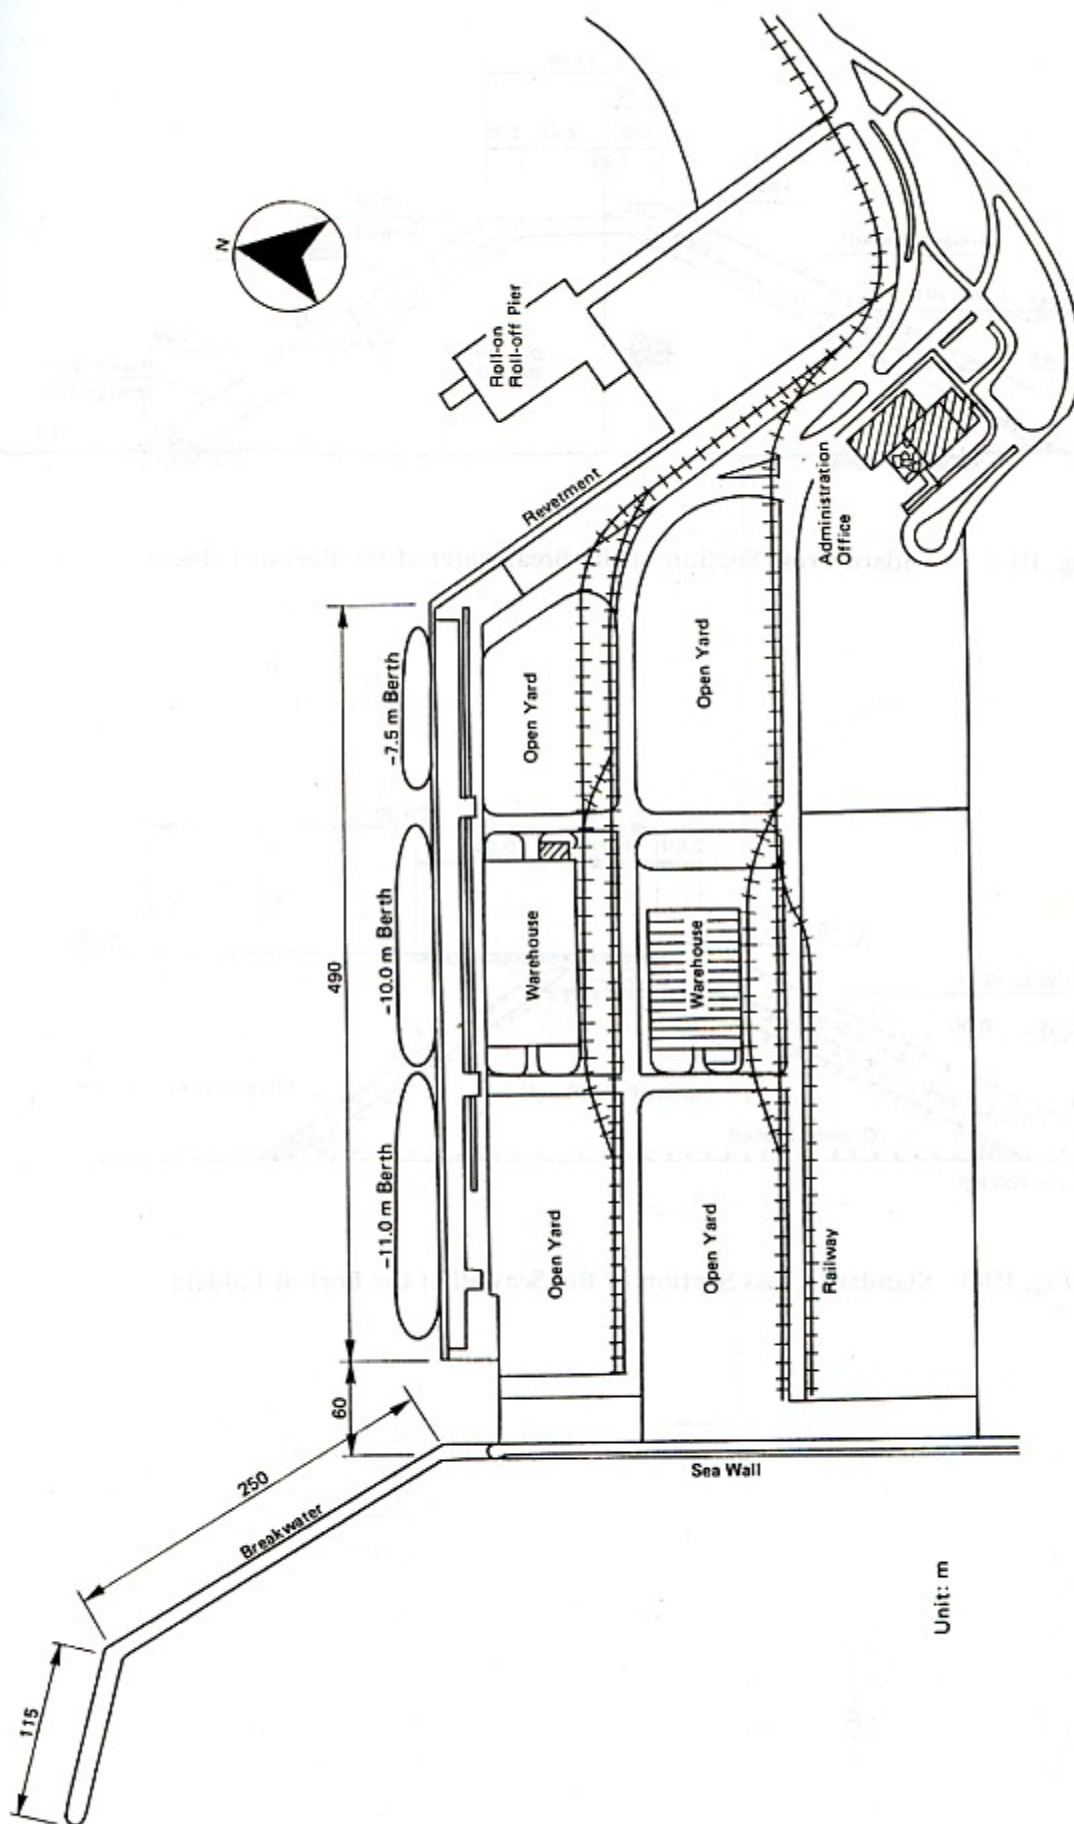 N
Roll-on
Roll-off Pier
Revetment
Administration
Office
-7.5 m Berth
-10.0 m Berth
-11.0 m Berth
490
60
250
115
Open Yard
Open Yard
Warehouse
Warehouse
Open Yard
Open Yard
Railway
Breakwater
Sea Wall
Unit: m